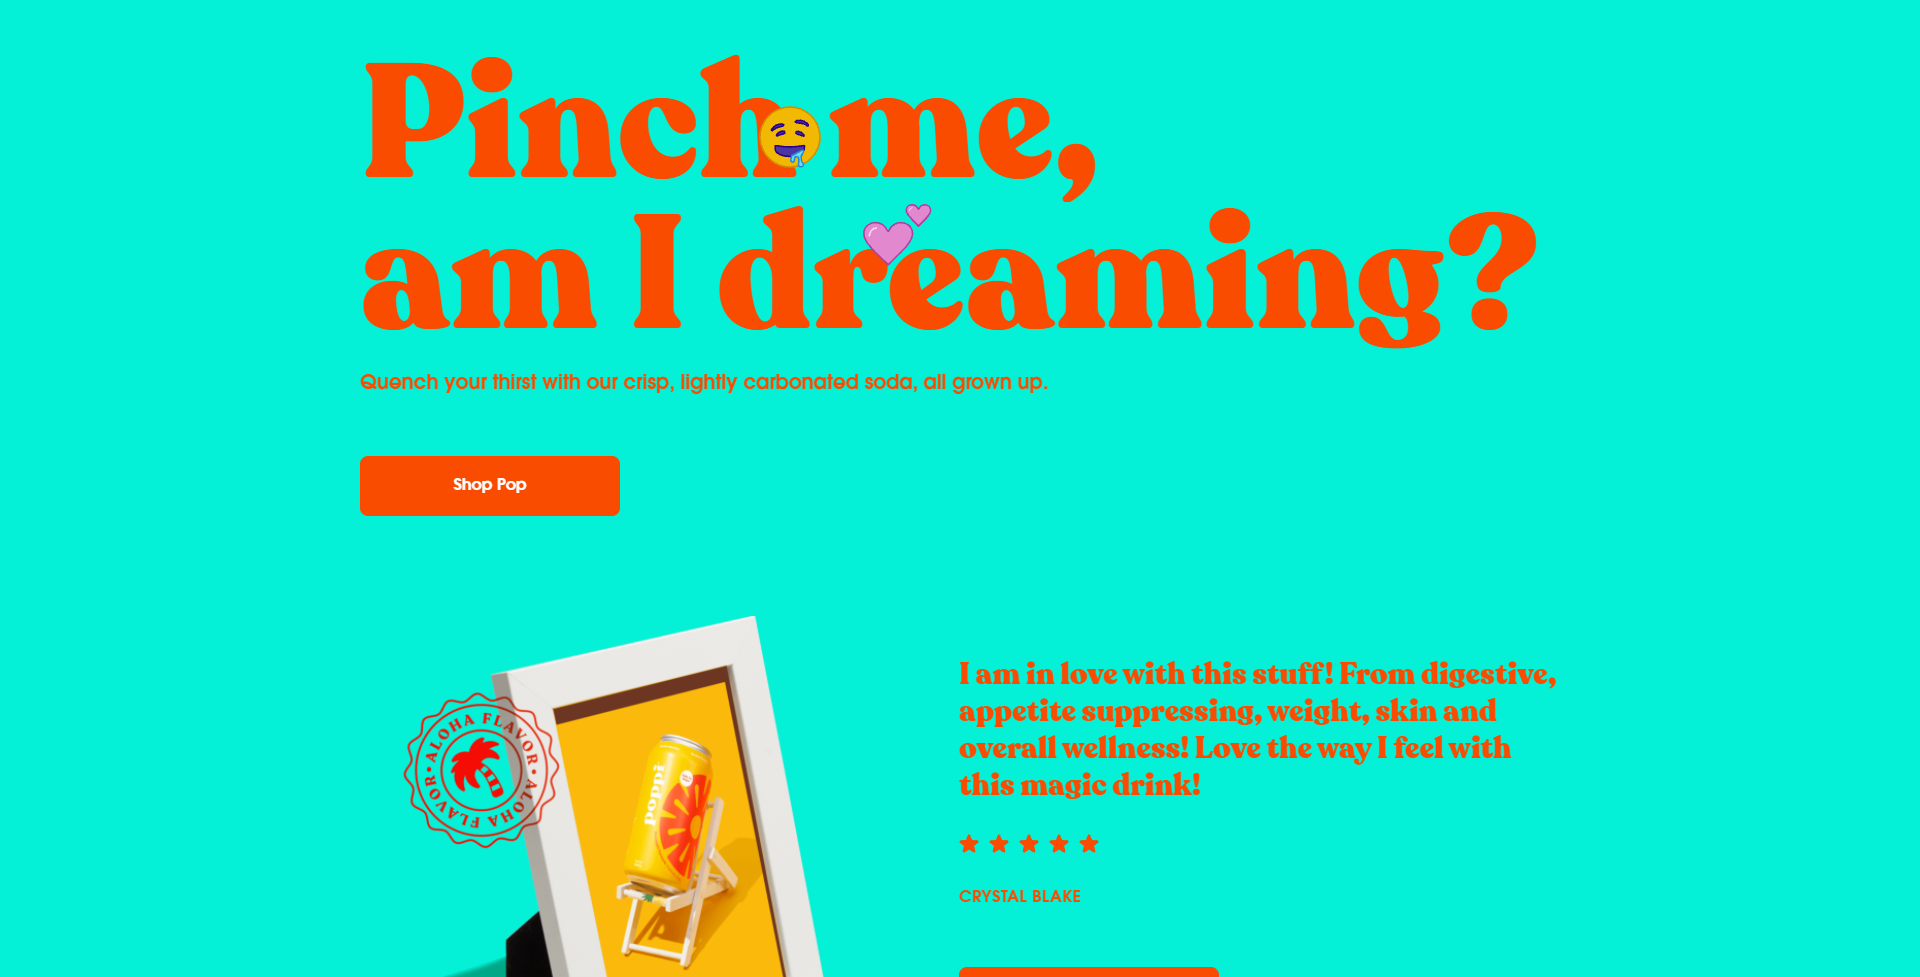 Pinch me,
am I dreaming?
Quench your thirst with our crisp, lightly carbonated soda, all grown up.
Shop Pop
ALOHA FLAVOR • ALOHA FLAVOR •
poppi
I am in love with this stuff! From digestive,
appetite suppressing, weight, skin and
overall wellness! Love the way I feel with
this magic drink!
CRYSTAL BLAKE